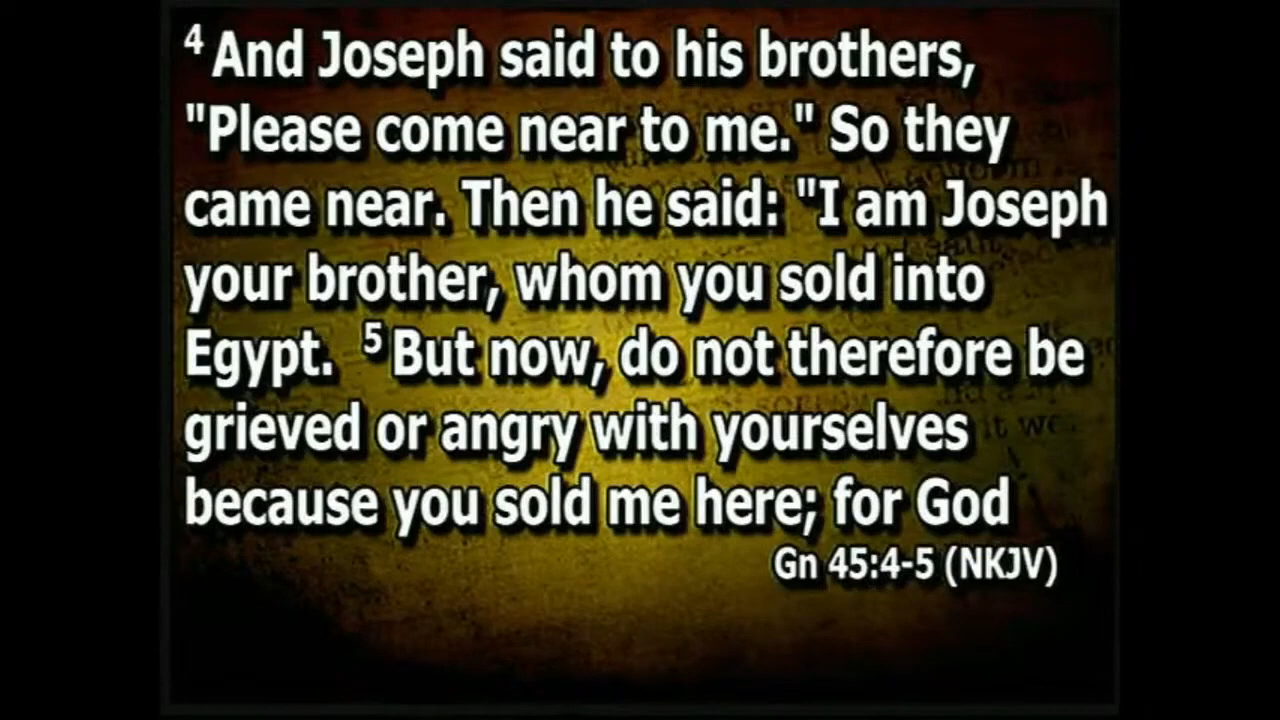 4 And Joseph said to his brothers,
"Please come near to me." So they
came near. Then he said: "I am Joseph
your brother, whom you sold into
Egypt. 5 But now, do not therefore be
grieved or angry with yourselves
because you sold me here; for God
Gn 45:4-5 (NKJV)